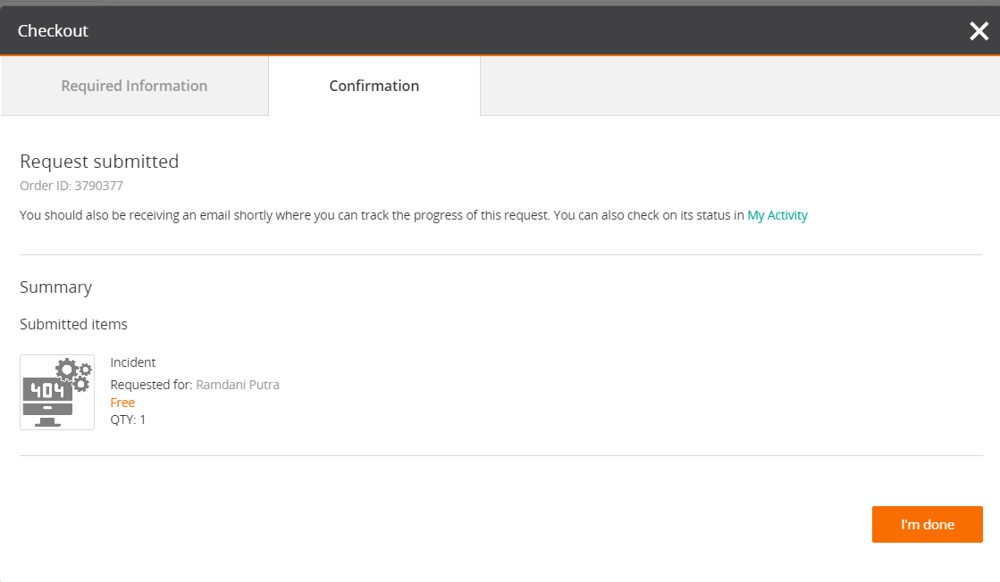 Checkout
Required Information
Confirmation
Request submitted
Order ID: 3790377
You should also be receiving an email shortly where you can track the progress of this request. You can also check on its status in My Activity
Summary
Submitted items
404
Incident
Requested for: Ramdani Putra
Free
QTY: 1
I'm done